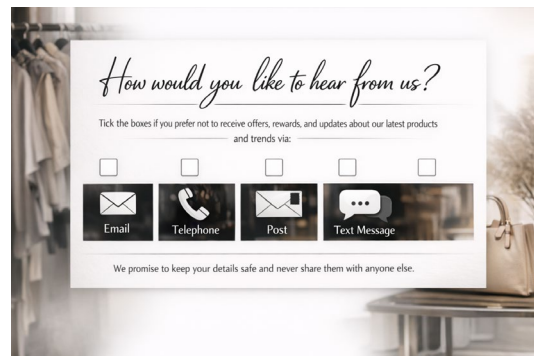 How would you like to hear from us?
Tick the boxes if you prefer not to receive offers, rewards, and updates about our latest products
and trends via:
Email Telephone Post Text Message
We promise to keep your details safe and never share them with anyone else.